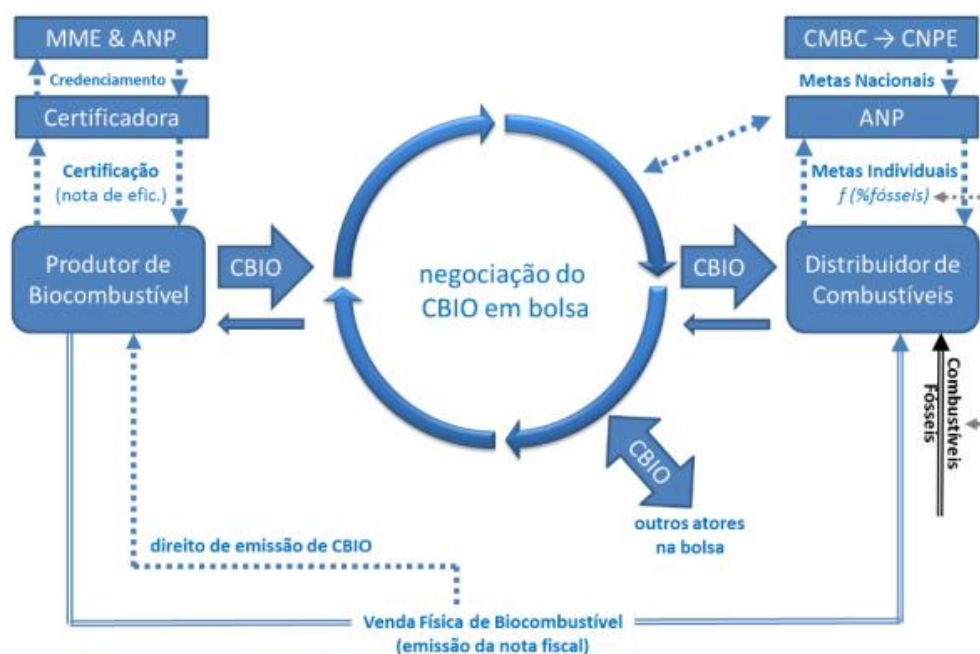 MME & ANP
Credenciamento
Certificadora
Certificação
(nota de efic.)
Produtor de
Biocombustível
CBIO
negociação do
CBIO em bolsa
CBIO
CMBC → CNPE
Metas Nacionais
ANP
Metas Individuais
f (%fósseis)
Distribuidor de
Combustíveis
Combustíveis
Fósseis
CBIO
outros atores
na bolsa
direito de emissão de CBIO
Venda Física de Biocombustível
(emissão da nota fiscal)